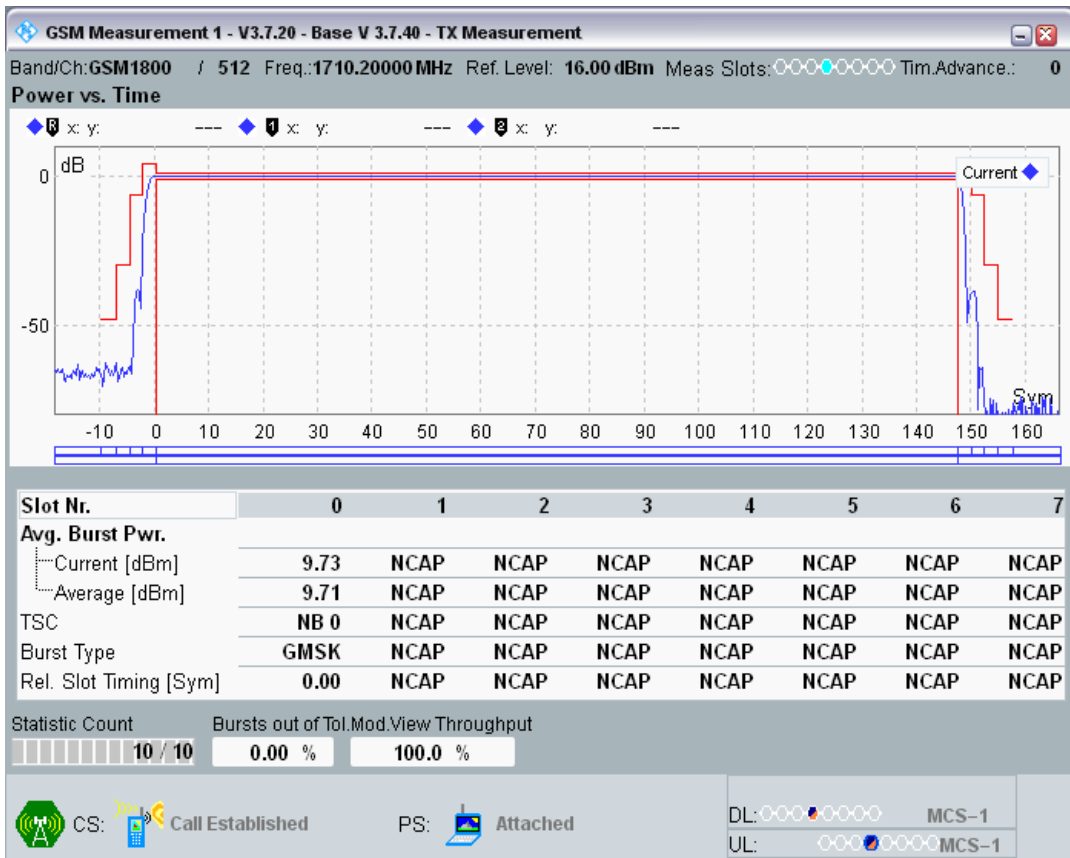 GSM Measurement 1 - V3.7.20 - Base V 3.7.40 - TX Measurement
Band/Ch:GSM1800 / 512 Freq.:1710.20000 MHz Ref. Level: 16.00 dBm Meas Slots: Tim.Advance.: 0
Power vs. Time
R x: y: --- 1 x: y: --- 2 x: y: ---
dB
Current
0
-50
Sym
-10 0 10 20 30 40 50 60 70 80 90 100 110 120 130 140 150 160
Slot Nr. 0 1 2 3 4 5 6 7
Avg. Burst Pwr.
Current [dBm] 9.73 NCAP NCAP NCAP NCAP NCAP NCAP NCAP
Average [dBm] 9.71 NCAP NCAP NCAP NCAP NCAP NCAP NCAP
TSC NB 0 NCAP NCAP NCAP NCAP NCAP NCAP NCAP
Burst Type GMSK NCAP NCAP NCAP NCAP NCAP NCAP NCAP
Rel. Slot Timing [Sym] 0.00 NCAP NCAP NCAP NCAP NCAP NCAP NCAP
Statistic Count Bursts out of Tol. Mod.View Throughput
10 / 10 0.00 % 100.0 %
CS: Call Established PS: Attached
DL: MCS-1
UL: MCS-1